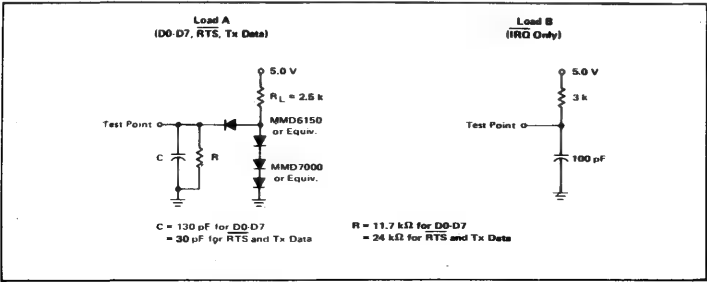 Load A
(D0-D7, RTS, Tx Data)
5.0 V
RL = 2.5 k
Test Point
MMD6150
or Equiv.
C
R
MMD7000
or Equiv.
C = 130 pF for D0-D7
= 30 pF for RTS and Tx Data
R = 11.7 kΩ for D0-D7
= 24 kΩ for RTS and Tx Data
Load B
(IRQ Only)
5.0 V
3 k
Test Point
100 pF